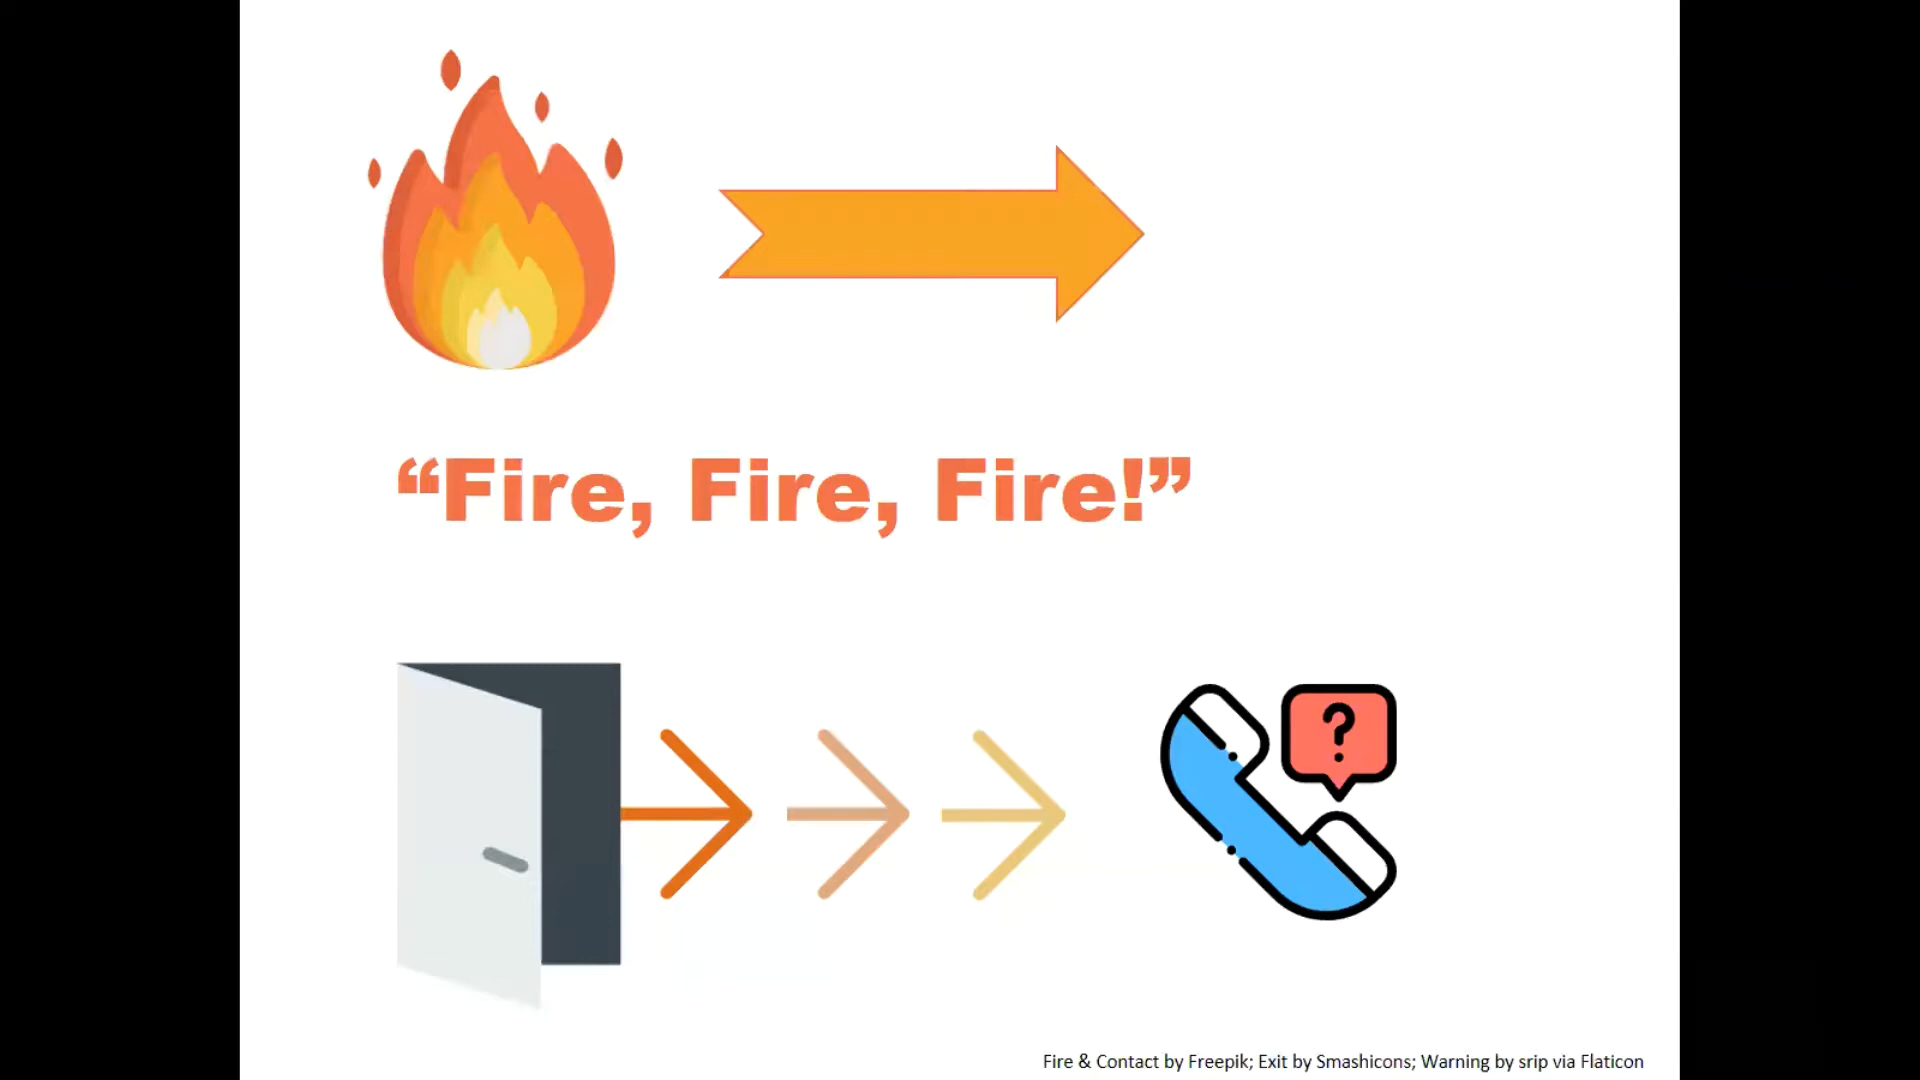 “Fire, Fire, Fire!”
?
Fire & Contact by Freepik; Exit by Smashicons; Warning by srip via Flaticon